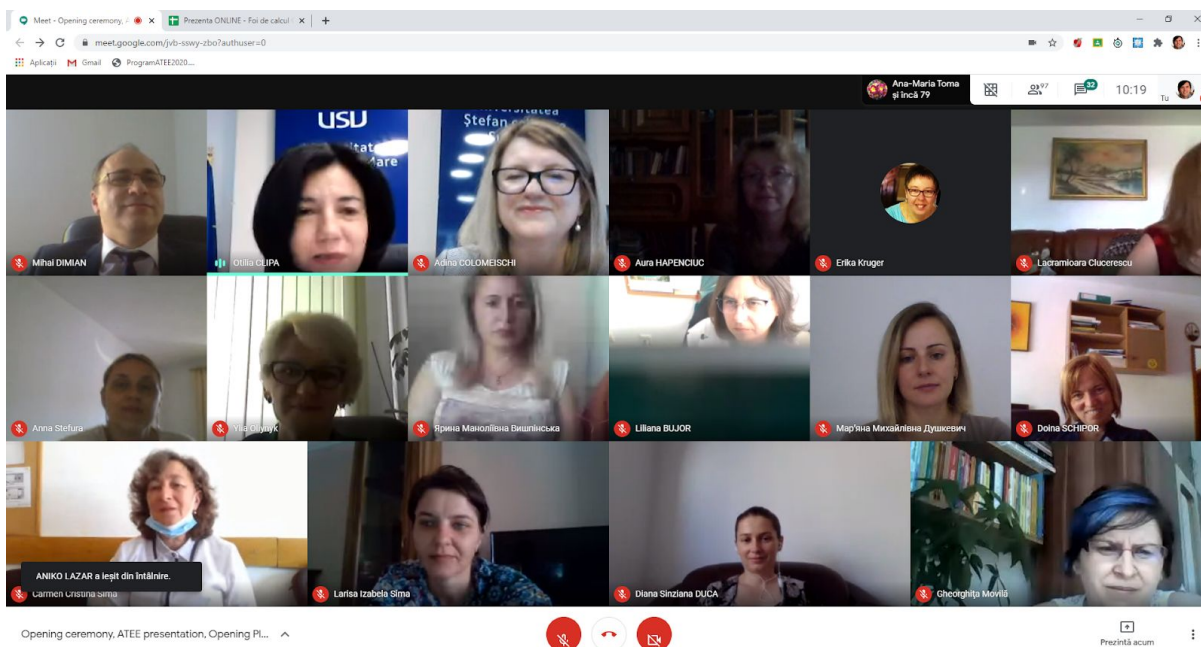 Meet - Opening ceremony, A
Prezenta ONLINE - Foi de calcul
meet.google.com/jvb-sswy-zbo?authuser=0
Aplicații
Gmail
ProgramATEE2020....
Ana-Maria Toma
și încă 79
97
32
10:19
Tu
USV
Ștefan
Mare
Mihai DIMIAN
Otilia CLIPA
Adina COLOMEISCHI
Aura HAPENCIUC
Erika Kruger
Lacramioara Clucerescu
Anna Stefura
Ylia Oliynyk
Ярина Манолїівна Вишпінська
Liliana BUJOR
Мар'яна Михайлівна Душкевич
Doina SCHIPOR
ANIKO LAZAR a ieșit din întâlnire.
Carmen Cristina Sima
Larisa Izabela Sima
Diana Sinziana DUCA
Gheorghița Movilă
Opening ceremony, ATEE presentation, Opening Pl...
Prezintă acum